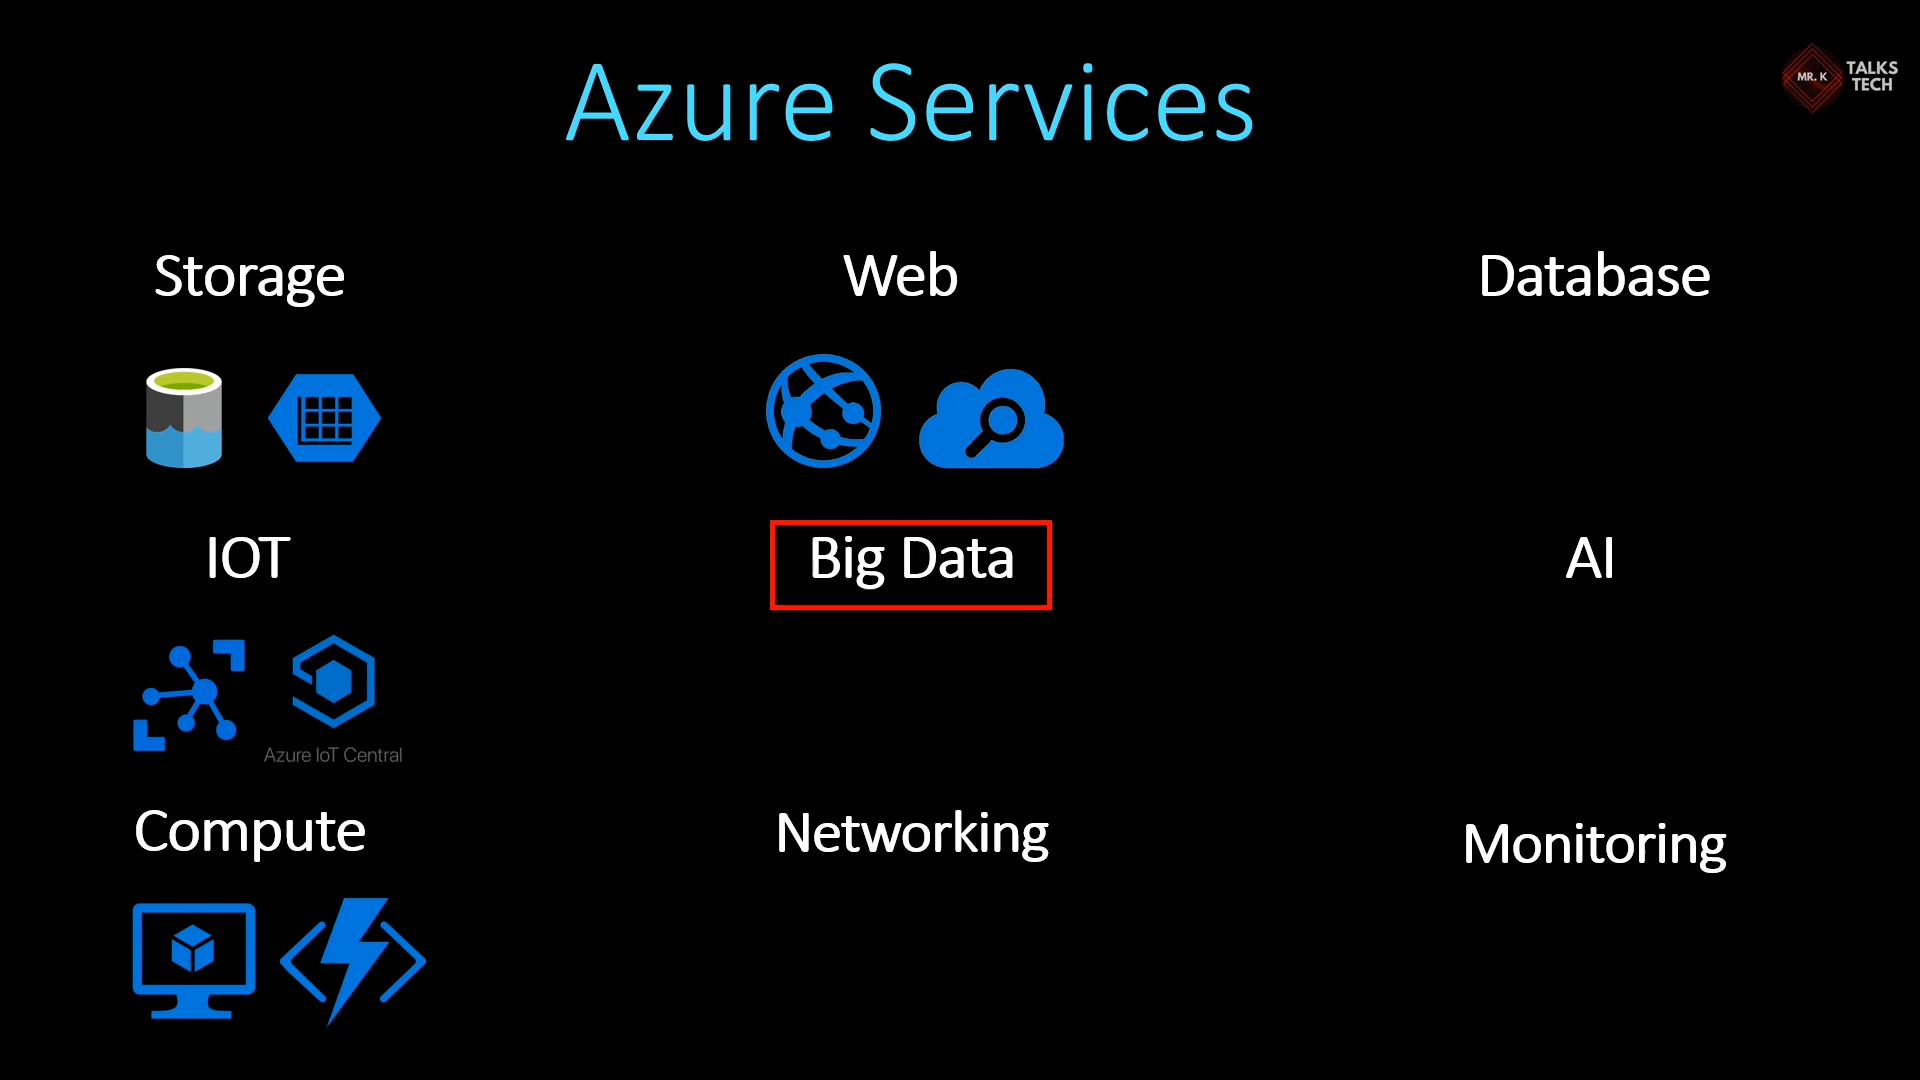 Azure Services
MR. K
TALKS
TECH
Storage
Web
Database
IOT
Big Data
AI
Azure IoT Central
Compute
Networking
Monitoring